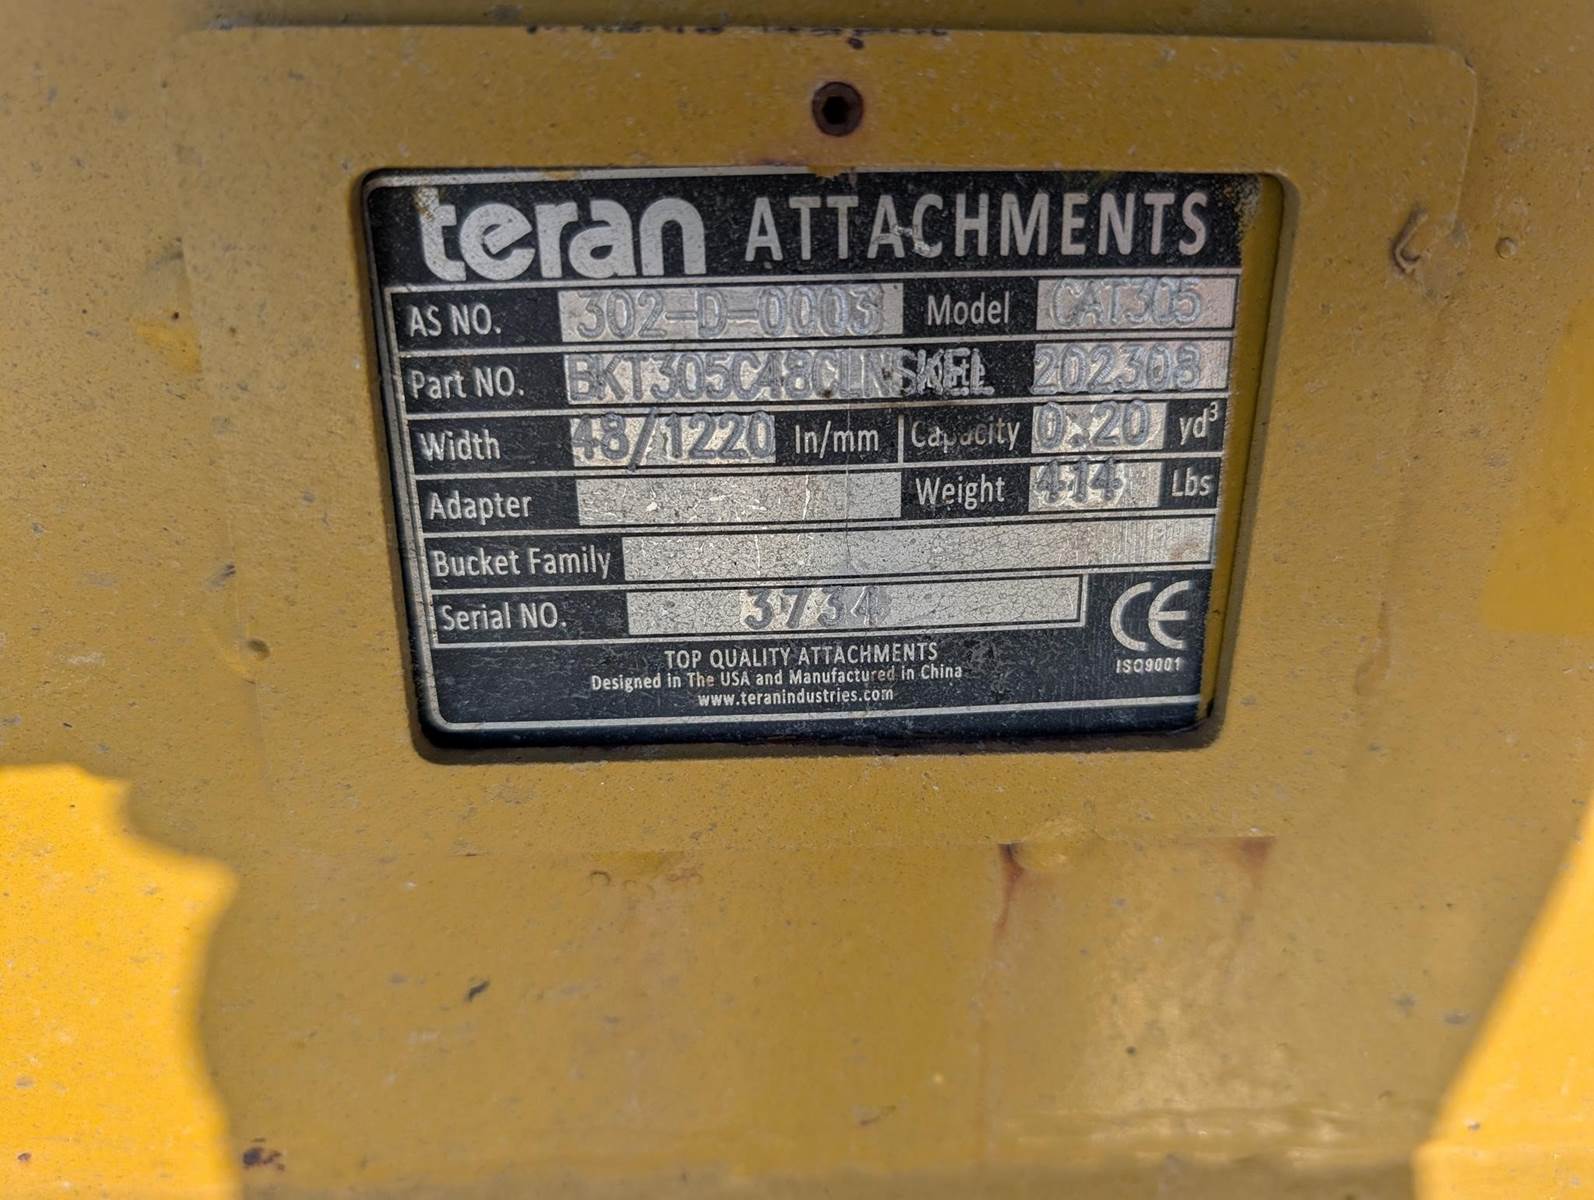 teran ATTACHMENTS
AS NO. 302-D-0003 Model CAT305
Part NO. BKT305C48CLNSKEL 202303
Width 48/1220 In/mm Capacity 0.20 yd³
Adapter Weight 414 Lbs
Bucket Family
Serial NO. 3734
CE
ISO9001
TOP QUALITY ATTACHMENTS
Designed in The USA and Manufactured in China
www.teranindustries.com